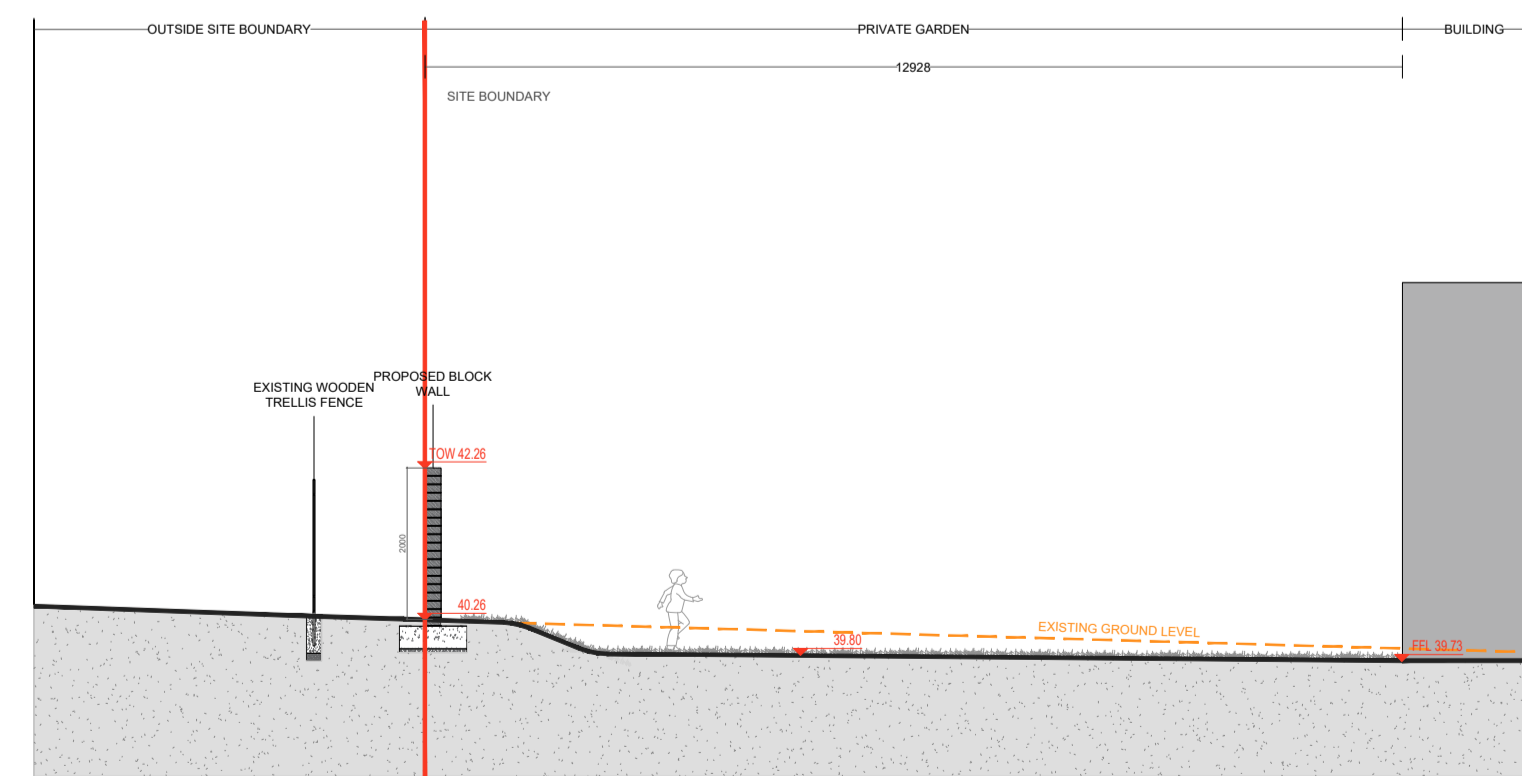 OUTSIDE SITE BOUNDARY
PRIVATE GARDEN
BUILDING
12928
SITE BOUNDARY
EXISTING WOODEN
TRELLIS FENCE
PROPOSED BLOCK
WALL
TOW 42.26
2000
40.26
EXISTING GROUND LEVEL
39.80
FFL 39.73